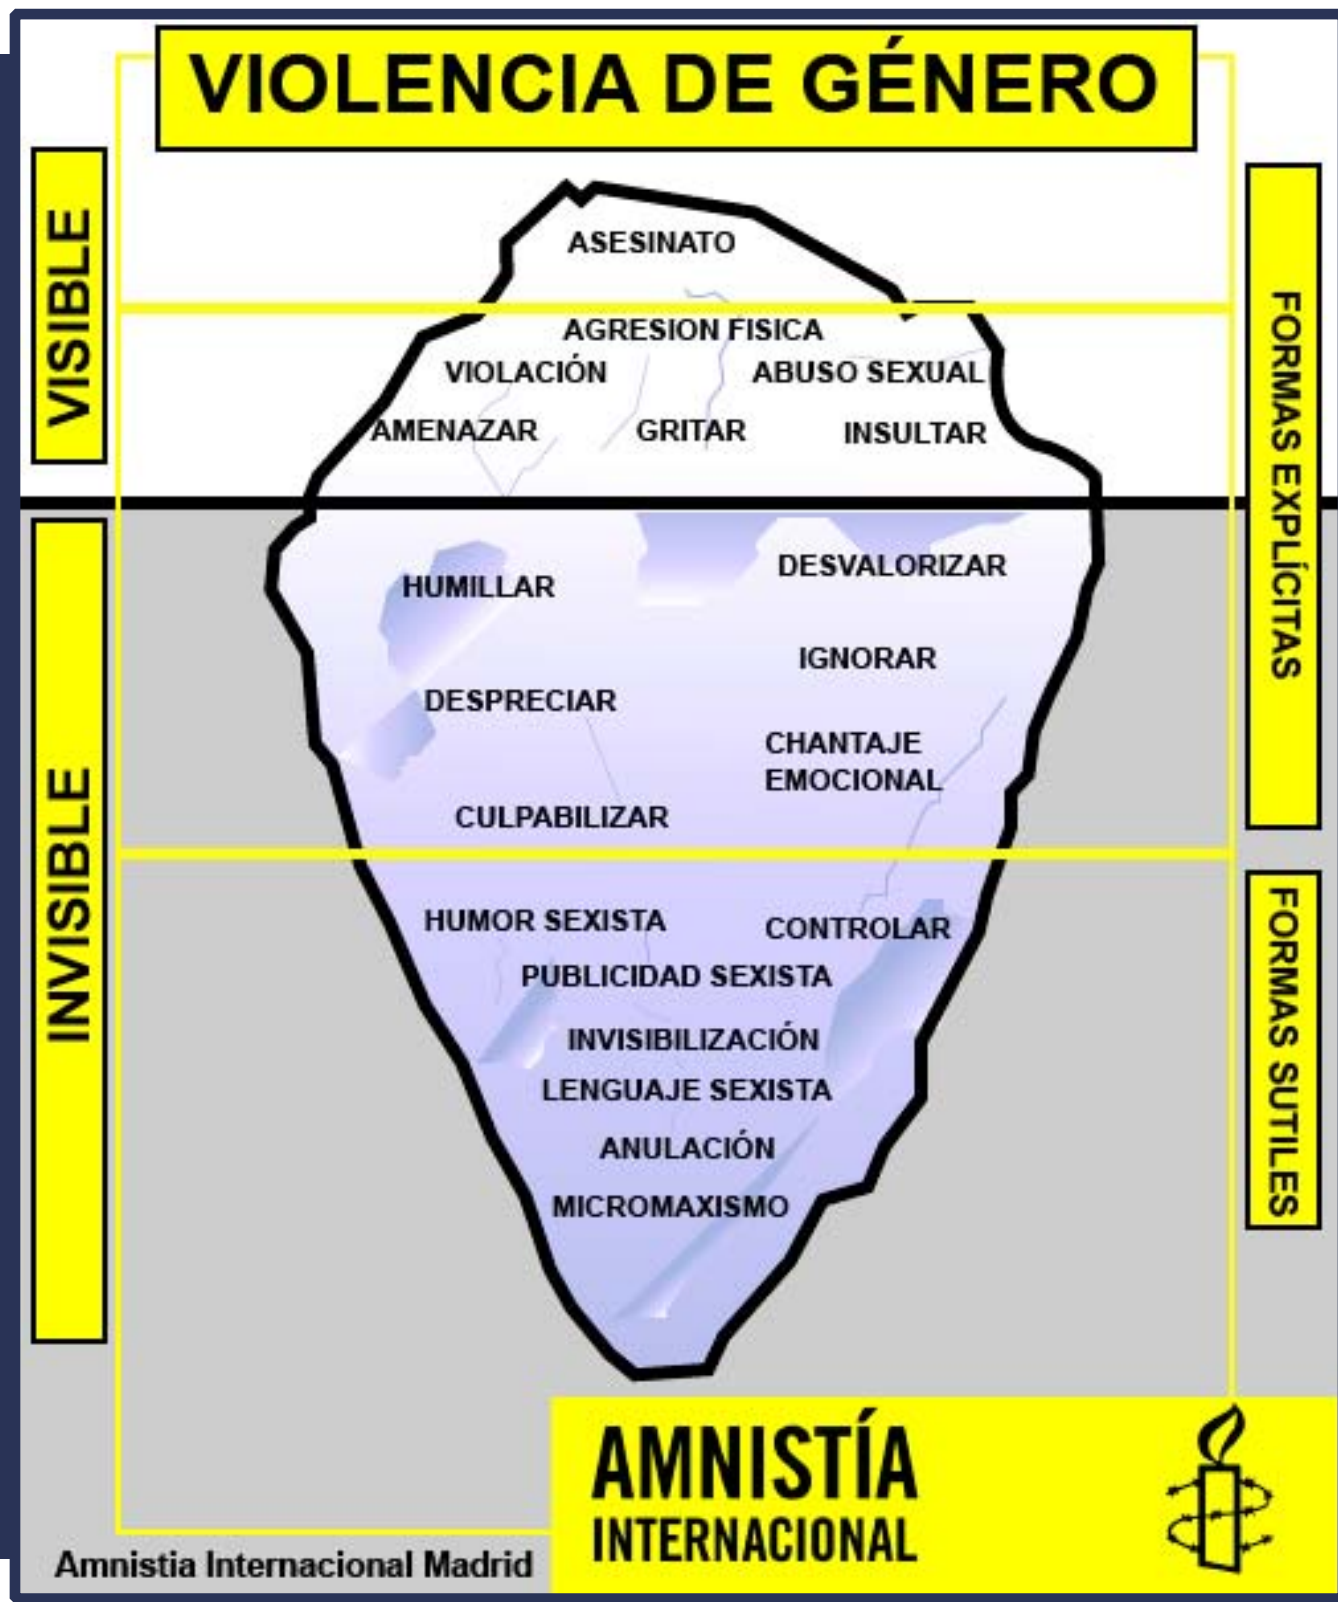 VIOLENCIA DE GÉNERO
VISIBLE
FORMAS EXPLÍCITAS
ASESINATO
AGRESION FISICA
VIOLACIÓN ABUSO SEXUAL
AMENAZAR GRITAR INSULTAR
INVISIBLE
HUMILLAR DESVALORIZAR
IGNORAR
DESPRECIAR
CHANTAJE
EMOCIONAL
CULPABILIZAR
FORMAS SUTILES
HUMOR SEXISTA CONTROLAR
PUBLICIDAD SEXISTA
INVISIBILIZACIÓN
LENGUAJE SEXISTA
ANULACIÓN
MICROMAXISMO
AMNISTÍA
INTERNACIONAL
Amnistia Internacional Madrid